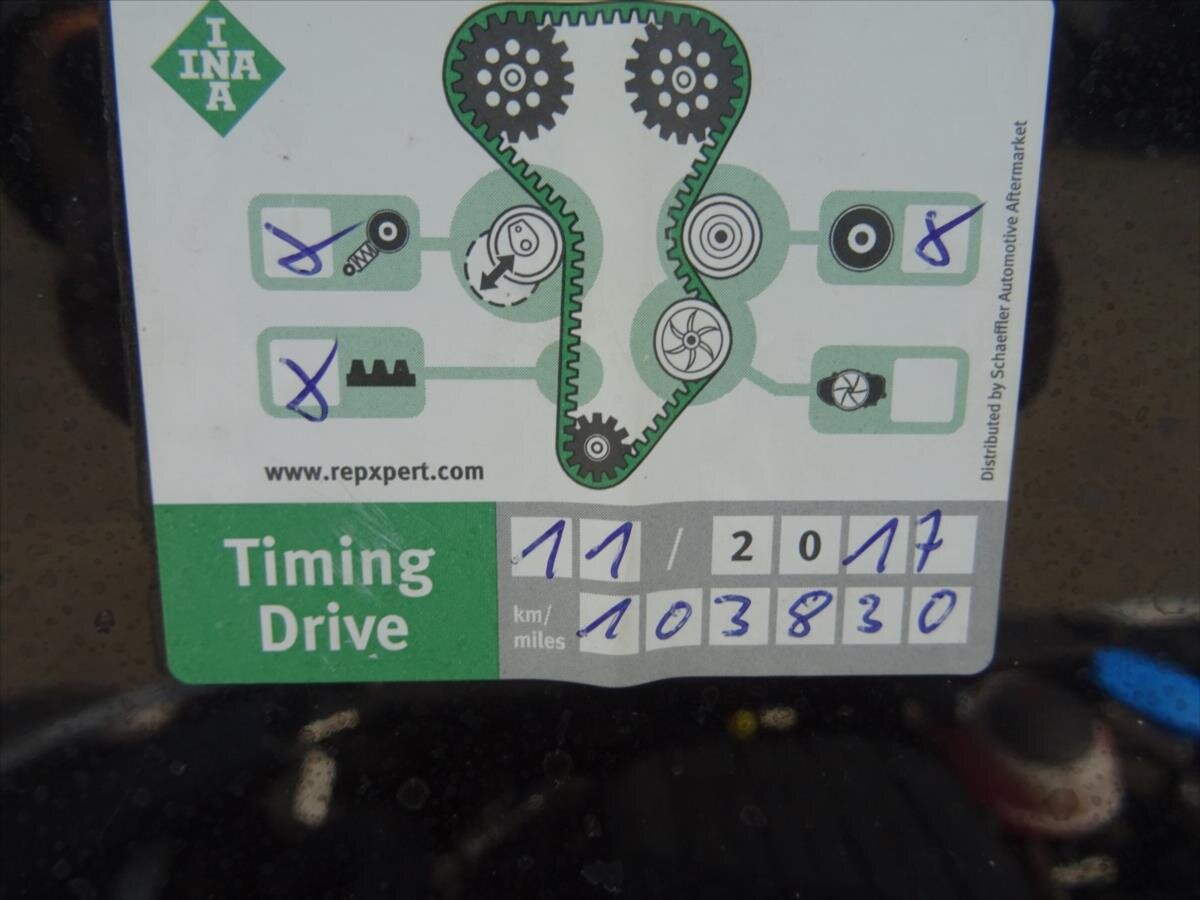 I
INA
A
Distributed by Schaeffler Automotive Aftermarket
X
X
X
www.repxpert.com
Timing
Drive
11 / 2017
km/
miles
103830